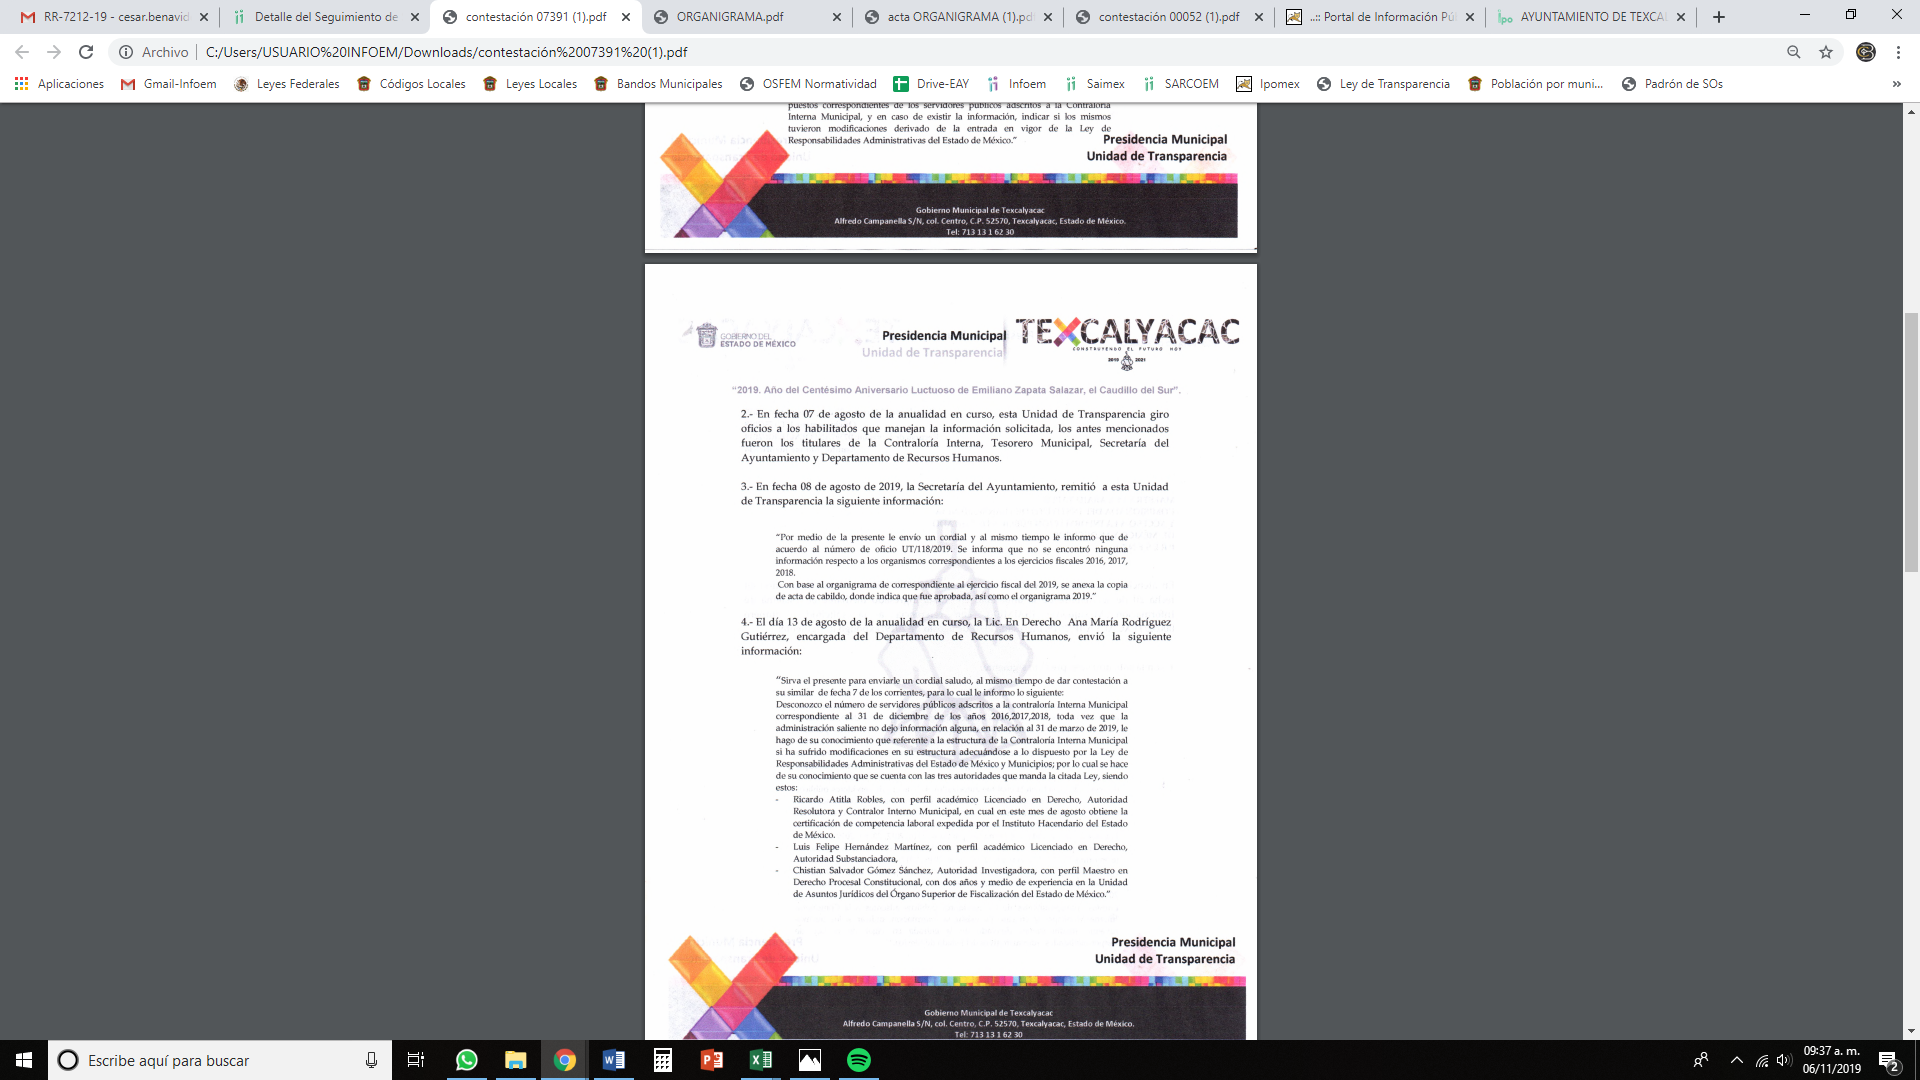 RR-7212-19 - cesar.benavid
Detalle del Seguimiento de
contestación 07391 (1).pdf
ORGANIGRAMA.pdf
acta ORGANIGRAMA (1).pd
contestación 00052 (1).pdf
..:: Portal de Información Pú
AYUNTAMIENTO DE TEXCAL
Archivo
C:/Users/USUARIO%20INFOEM/Downloads/contestación%2007391%20(1).pdf
Aplicaciones
Gmail-Infoem
Leyes Federales
Códigos Locales
Leyes Locales
Bandos Municipales
OSFEM Normatividad
Drive-EAY
Infoem
Saimex
SARCOEM
Ipomex
Ley de Transparencia
Población por muni...
Padrón de SOs
»
puestos correspondientes de los servidores públicos adscritos a la Contraloría
Interna Municipal, y en caso de existir la información, indicar si los mismos
tuvieron modificaciones derivado de la entrada en vigor de la Ley de
Responsabilidades Administrativas del Estado de México."
Presidencia Municipal
Unidad de Transparencia
Gobierno Municipal de Texcalyacac
Alfredo Campanella S/N, col. Centro, C.P. 52570, Texcalyacac, Estado de México.
Tel: 713 13 1 62 30
GOBIERNO DEL
ESTADO DE MÉXICO
Presidencia Municipal
Unidad de Transparencia
TEXCALYACAC
CONSTRUYENDO EL FUTURO HOY
2019 2021
"2019. Año del Centésimo Aniversario Luctuoso de Emiliano Zapata Salazar, el Caudillo del Sur".
2.- En fecha 07 de agosto de la anualidad en curso, esta Unidad de Transparencia giro
oficios a los habilitados que manejan la información solicitada, los antes mencionados
fueron los titulares de la Contraloría Interna, Tesorero Municipal, Secretaría del
Ayuntamiento y Departamento de Recursos Humanos.
3.- En fecha 08 de agosto de 2019, la Secretaría del Ayuntamiento, remitió a esta Unidad
de Transparencia la siguiente información:
"Por medio de la presente le envío un cordial y al mismo tiempo le informo que de
acuerdo al número de oficio UT/118/2019. Se informa que no se encontró ninguna
información respecto a los organismos correspondientes a los ejercicios fiscales 2016, 2017,
2018.
Con base al organigrama de correspondiente al ejercicio fiscal del 2019, se anexa la copia
de acta de cabildo, donde indica que fue aprobada, así como el organigrama 2019."
4.- El día 13 de agosto de la anualidad en curso, la Lic. En Derecho Ana María Rodríguez
Gutiérrez, encargada del Departamento de Recursos Humanos, envió la siguiente
información:
"Sirva el presente para enviarle un cordial saludo, al mismo tiempo de dar contestación a
su similar de fecha 7 de los corrientes, para lo cual le informo lo siguiente:
Desconozco el número de servidores públicos adscritos a la contraloría Interna Municipal
correspondiente al 31 de diciembre de los años 2016,2017,2018, toda vez que la
administración saliente no dejo información alguna, en relación al 31 de marzo de 2019, le
hago de su conocimiento que referente a la estructura de la Contraloría Interna Municipal
si ha sufrido modificaciones en su estructura adecuándose a lo dispuesto por la Ley de
Responsabilidades Administrativas del Estado de México y Municipios; por lo cual se hace
de su conocimiento que se cuenta con las tres autoridades que manda la citada Ley, siendo
estos:
- Ricardo Atitla Robles, con perfil académico Licenciado en Derecho, Autoridad
Resolutora y Contralor Interno Municipal, en cual en este mes de agosto obtiene la
certificación de competencia laboral expedida por el Instituto Hacendario del Estado
de México.
- Luis Felipe Hernández Martínez, con perfil académico Licenciado en Derecho,
Autoridad Substanciadora,
- Chistian Salvador Gómez Sánchez, Autoridad Investigadora, con perfil Maestro en
Derecho Procesal Constitucional, con dos años y medio de experiencia en la Unidad
de Asuntos Jurídicos del Órgano Superior de Fiscalización del Estado de México."
Presidencia Municipal
Unidad de Transparencia
Gobierno Municipal de Texcalyacac
Alfredo Campanella S/N, col. Centro, C.P. 52570, Texcalyacac, Estado de México.
Tel: 713 13 1 62 30
Escribe aquí para buscar
09:37 a. m.
06/11/2019
2